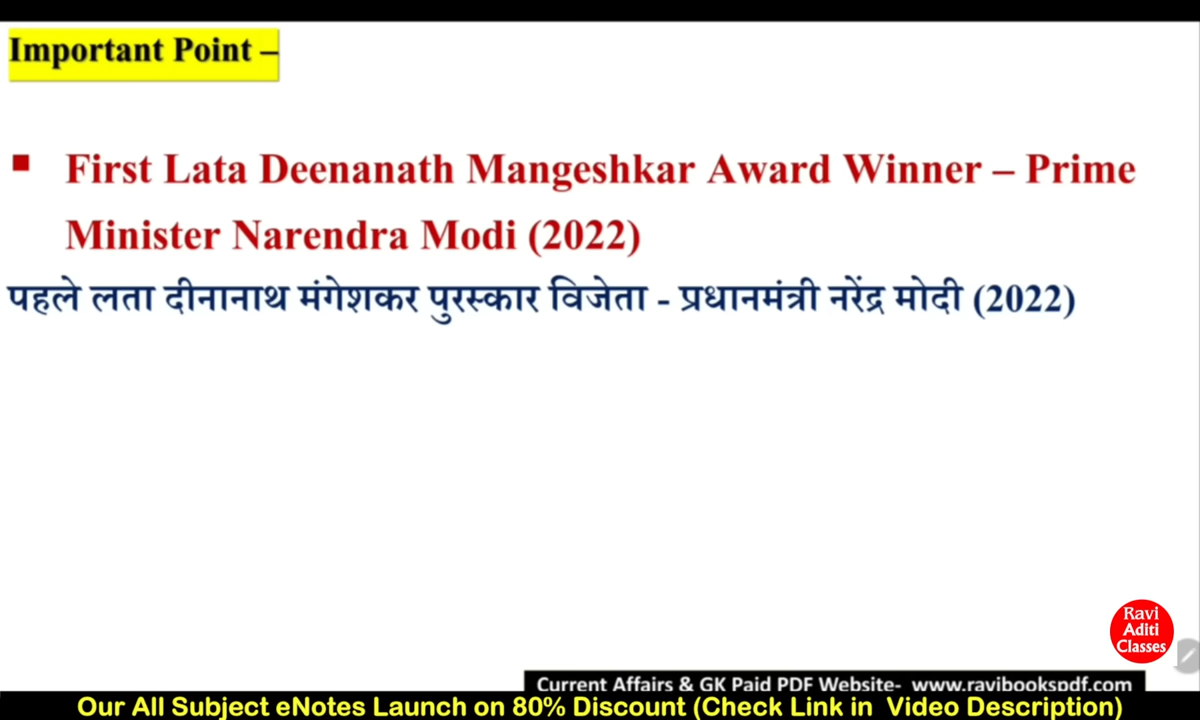 Important Point –
▪ First Lata Deenanath Mangeshkar Award Winner – Prime
Minister Narendra Modi (2022)
पहले लता दीनानाथ मंगेशकर पुरस्कार विजेता - प्रधानमंत्री नरेंद्र मोदी (2022)
Ravi
Aditi
Classes
Current Affairs & GK Paid PDF Website- www.ravibookspdf.com
Our All Subject eNotes Launch on 80% Discount (Check Link in Video Description)